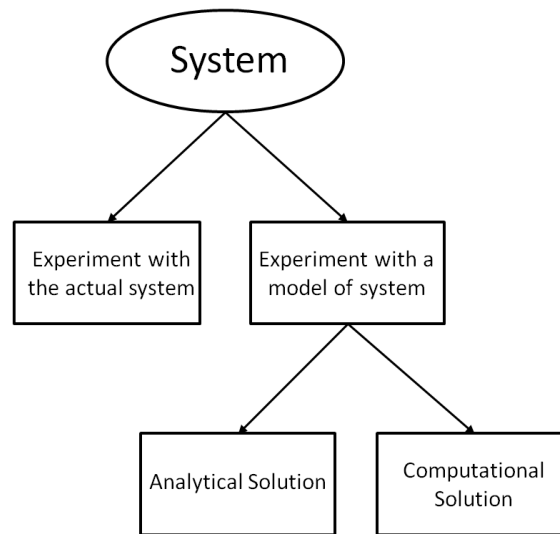 System
Experiment with
the actual system
Experiment with a
model of system
Analytical Solution
Computational
Solution